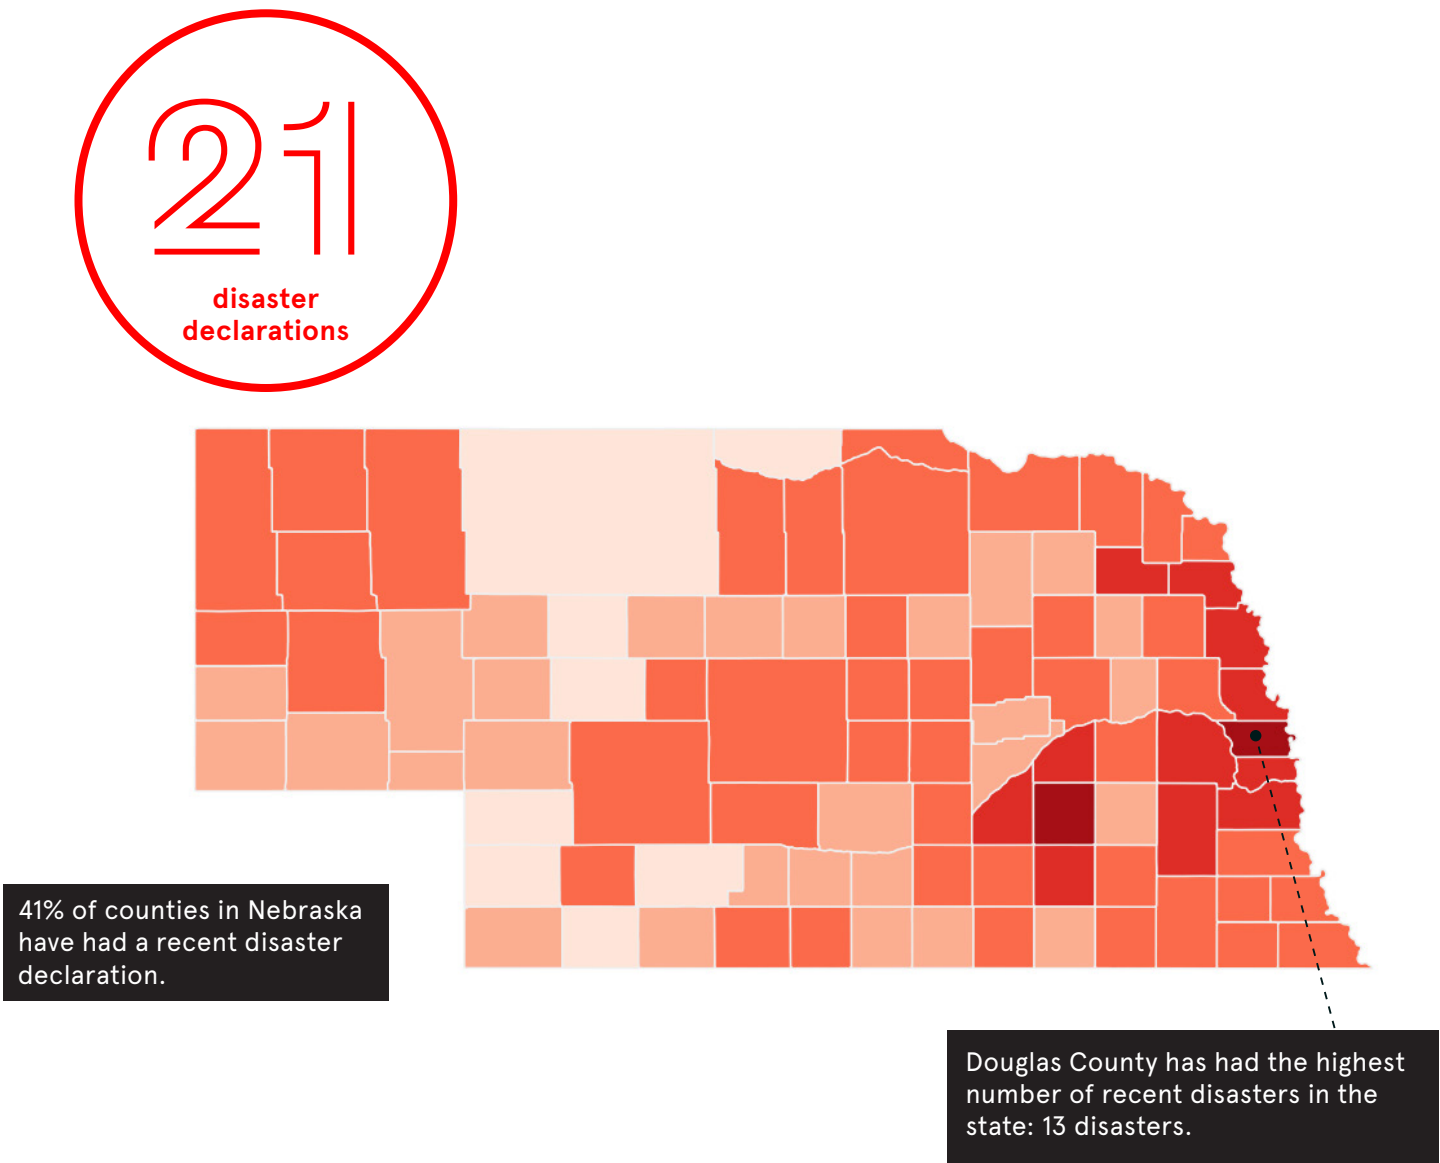 21
disaster
declarations
41% of counties in Nebraska
have had a recent disaster
declaration.
Douglas County has had the highest
number of recent disasters in the
state: 13 disasters.